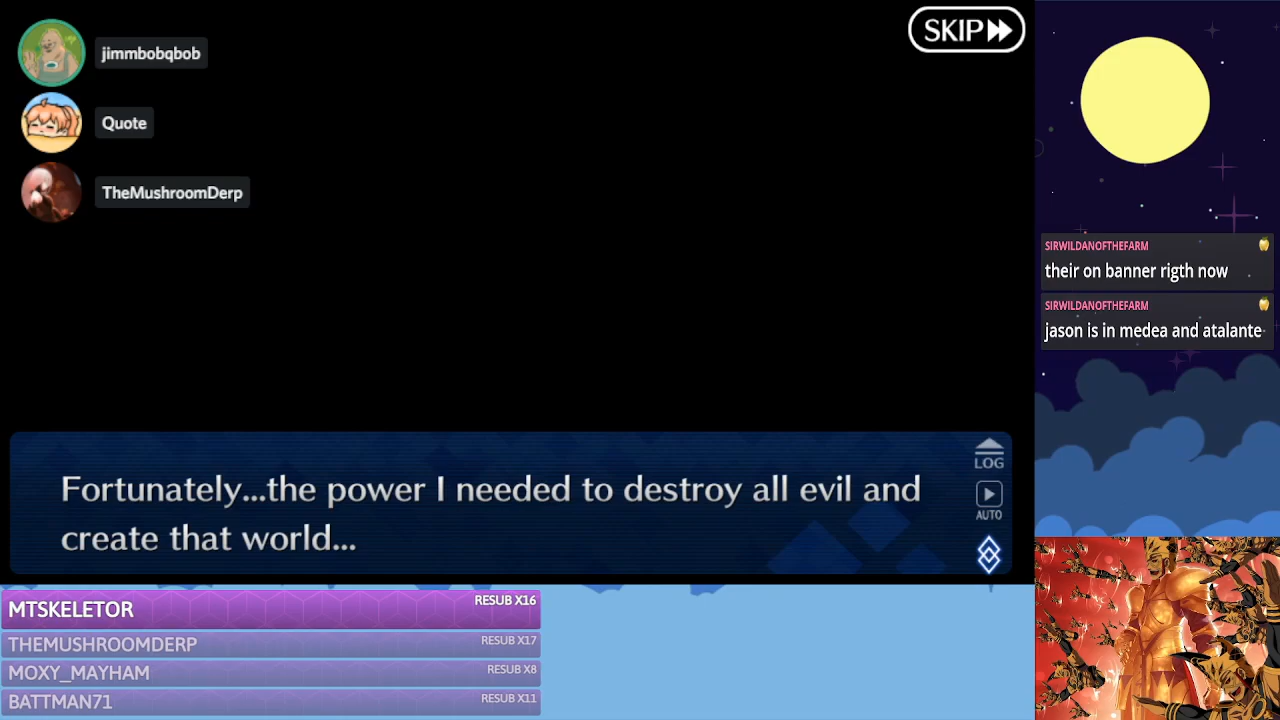 jimmbobqbob
Quote
TheMushroomDerp
SKIP
SIRWILDANOFTHEFARM
their on banner rigth now
SIRWILDANOFTHEFARM
jason is in medea and atalante
Fortunately...the power I needed to destroy all evil and
create that world...
LOG
AUTO
MTSKELETOR RESUB X16
THEMUSHROOMDERP RESUB X17
MOXY_MAYHAM RESUB X8
BATTMAN71 RESUB X11